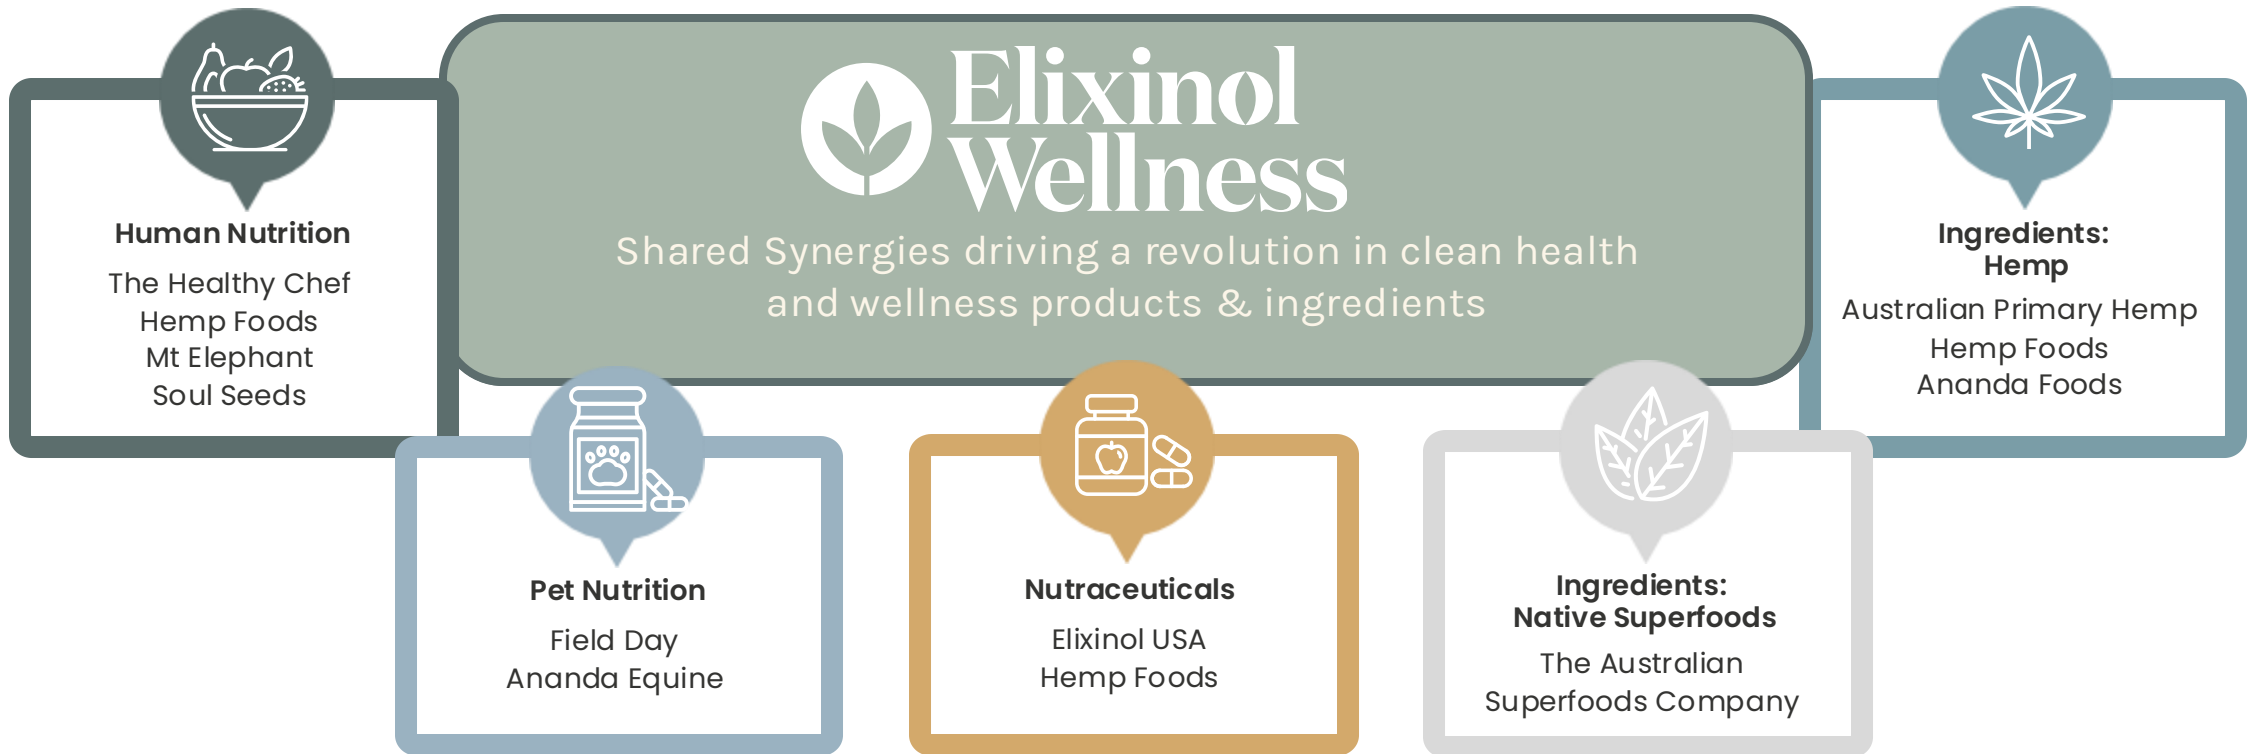 Elixinol
Wellness
Shared Synergies driving a revolution in clean health
and wellness products & ingredients
Human Nutrition
The Healthy Chef
Hemp Foods
Mt Elephant
Soul Seeds
Pet Nutrition
Field Day
Ananda Equine
Nutraceuticals
Elixinol USA
Hemp Foods
Ingredients:
Native Superfoods
The Australian
Superfoods Company
Ingredients:
Hemp
Australian Primary Hemp
Hemp Foods
Ananda Foods